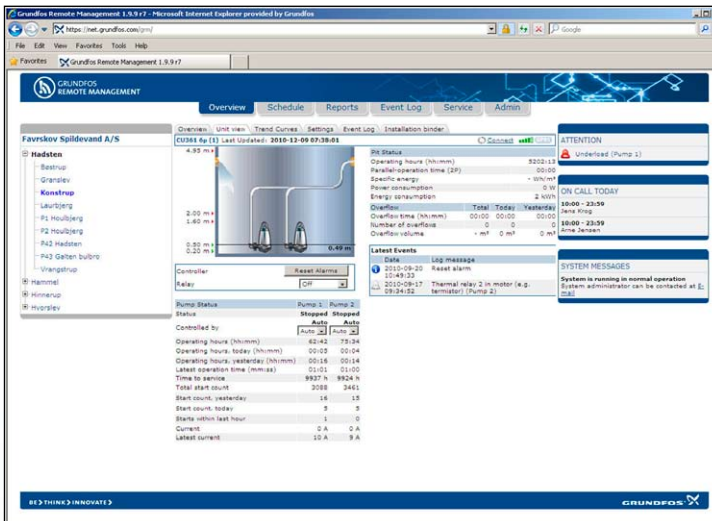 Grundfos Remote Management 1.9.9 r7 - Microsoft Internet Explorer provided by Grundfos
https://net.grundfos.com/grm/
Google
File Edit View Favorites Tools Help
Favorites Grundfos Remote Management 1.9.9 r7
GRUNDFOS
REMOTE MANAGEMENT
Overview Schedule Reports Event Log Service Admin
Favrskov Spildevand A/S
Hadsten
Bastrup
Granslev
Konstrup
Laurbjerg
P1 Houlbjerg
P2 Houlbjerg
P42 Hadsten
P43 Galten bulbro
Vrangstrup
Hammel
Hinnerup
Hvorslev
Overview Unit view Trend Curves Settings Event Log Installation binder
CU361 6p (1) Last Updated: 2010-12-09 07:38:01 Connect
4.95 m
2.00 m
1.60 m
0.50 m
0.20 m
0.49 m
Controller Reset Alarms
Relay Off
Pump Status Pump 1 Pump 2
Status Stopped Stopped
Auto Auto
Controlled by Auto Auto
Operating hours (hh:mm) 62:42 75:34
Operating hours, today (hh:mm) 00:05 00:04
Operating hours, yesterday (hh:mm) 00:16 00:14
Latest operation time (mm:ss) 01:01 01:00
Time to service 9937 h 9924 h
Total start count 3088 3461
Start count, yesterday 16 15
Start count, today 5 5
Starts within last hour 1 0
Current 0 A 0 A
Latest current 10 A 9 A
Pit Status
Operating hours (hh:mm) 5202:13
Parallel-operation time (2P) 00:00
Specific energy - Wh/m³
Power consumption 0 W
Energy consumption 2 kWh
Overflow Total Today Yesterday
Overflow time (hh:mm) 00:00 00:00 00:00
Number of overflows 0 0 0
Overflow volume - m³ 0 m³ 0 m³
Latest Events
Date Log message
2010-09-20 10:49:33 Reset alarm
2010-09-17 09:34:52 Thermal relay 2 in motor (e.g. termistor) (Pump 2)
ATTENTION
Underload (Pump 1)
ON CALL TODAY
10:00 - 23:59
Jens Krog
10:00 - 23:59
Arne Jensen
SYSTEM MESSAGES
System is running in normal operation
System administrator can be contacted at E-mail
BE > THINK > INNOVATE >
GRUNDFOS